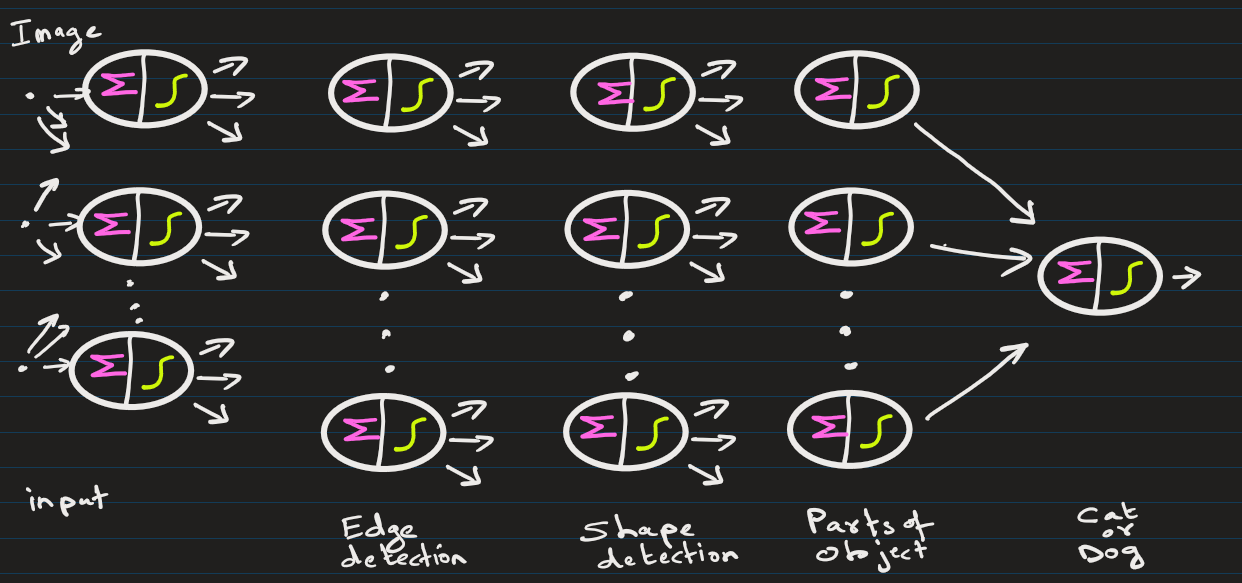 Image
Σ ∫ Σ ∫ Σ ∫ Σ ∫
Σ ∫ Σ ∫ Σ ∫ Σ ∫
Σ ∫
Σ ∫
Σ ∫ Σ ∫ Σ ∫
input
Edge
detection
Shape
detection
Parts of
object
Cat
or
Dog